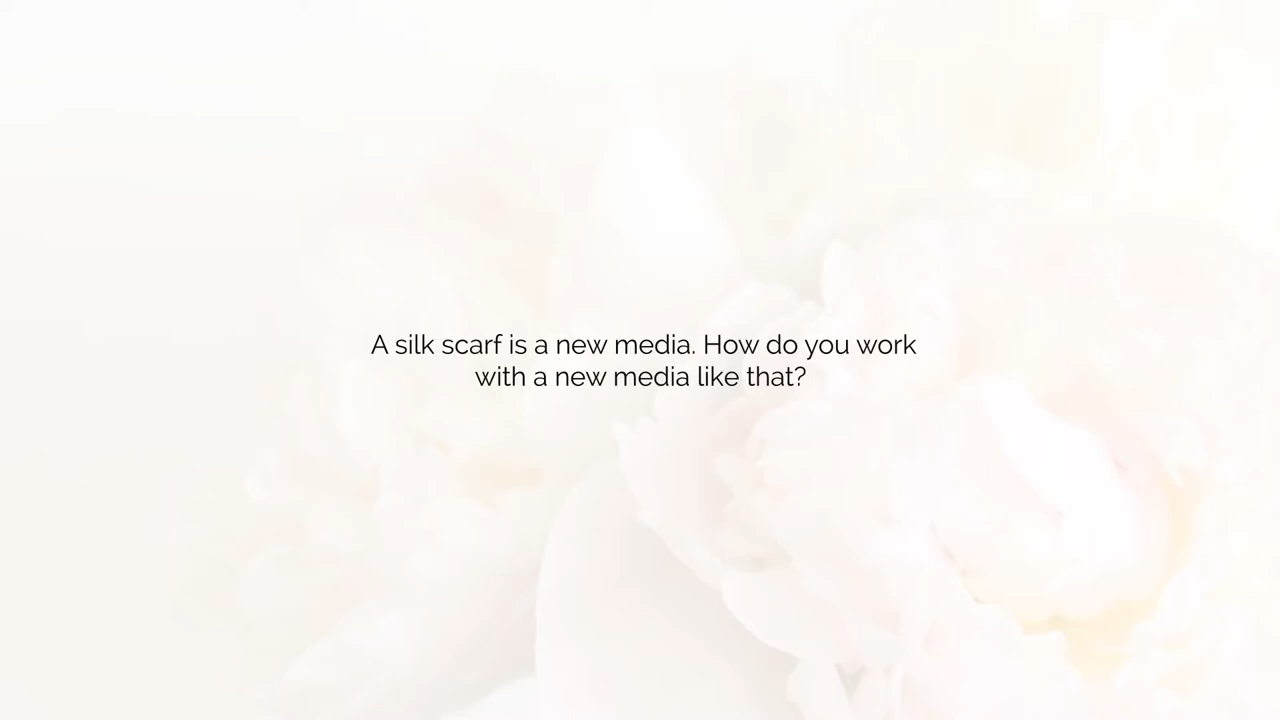 A silk scarf is a new media. How do you work
with a new media like that?